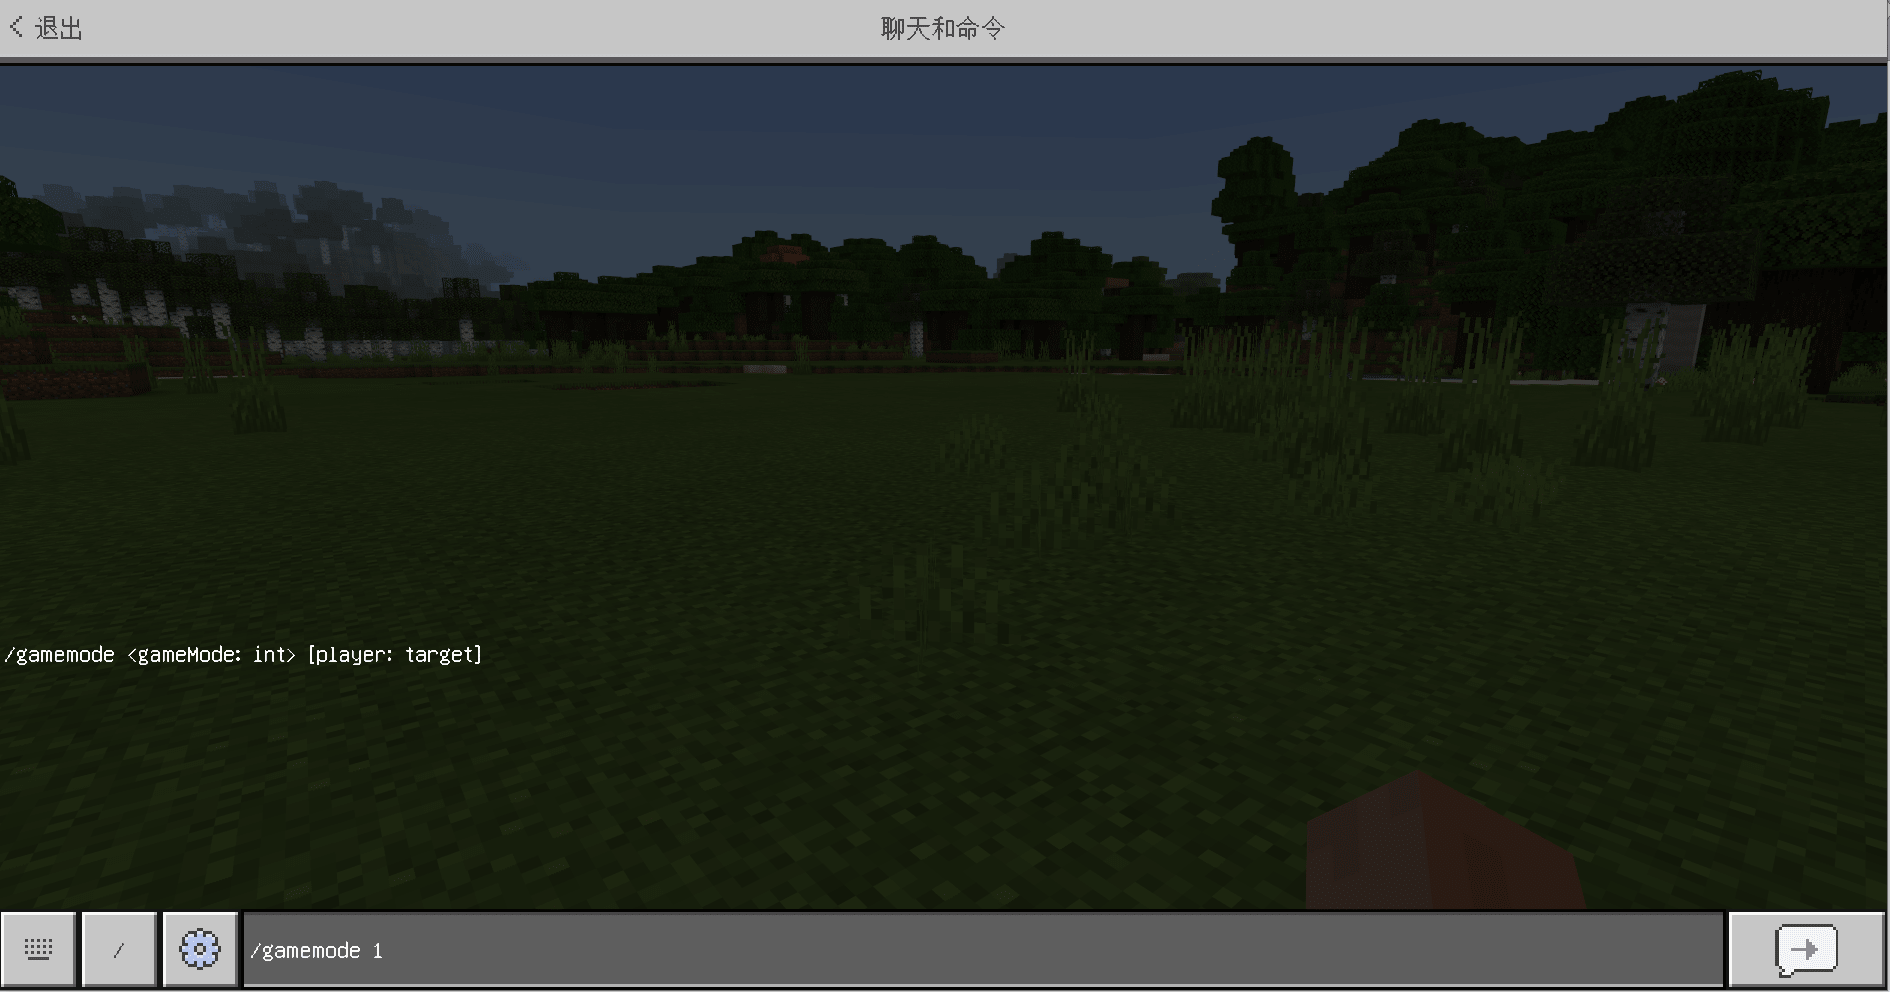 退出
聊天和命令
/gamemode <gameMode: int> [player: target]
/
/gamemode 1